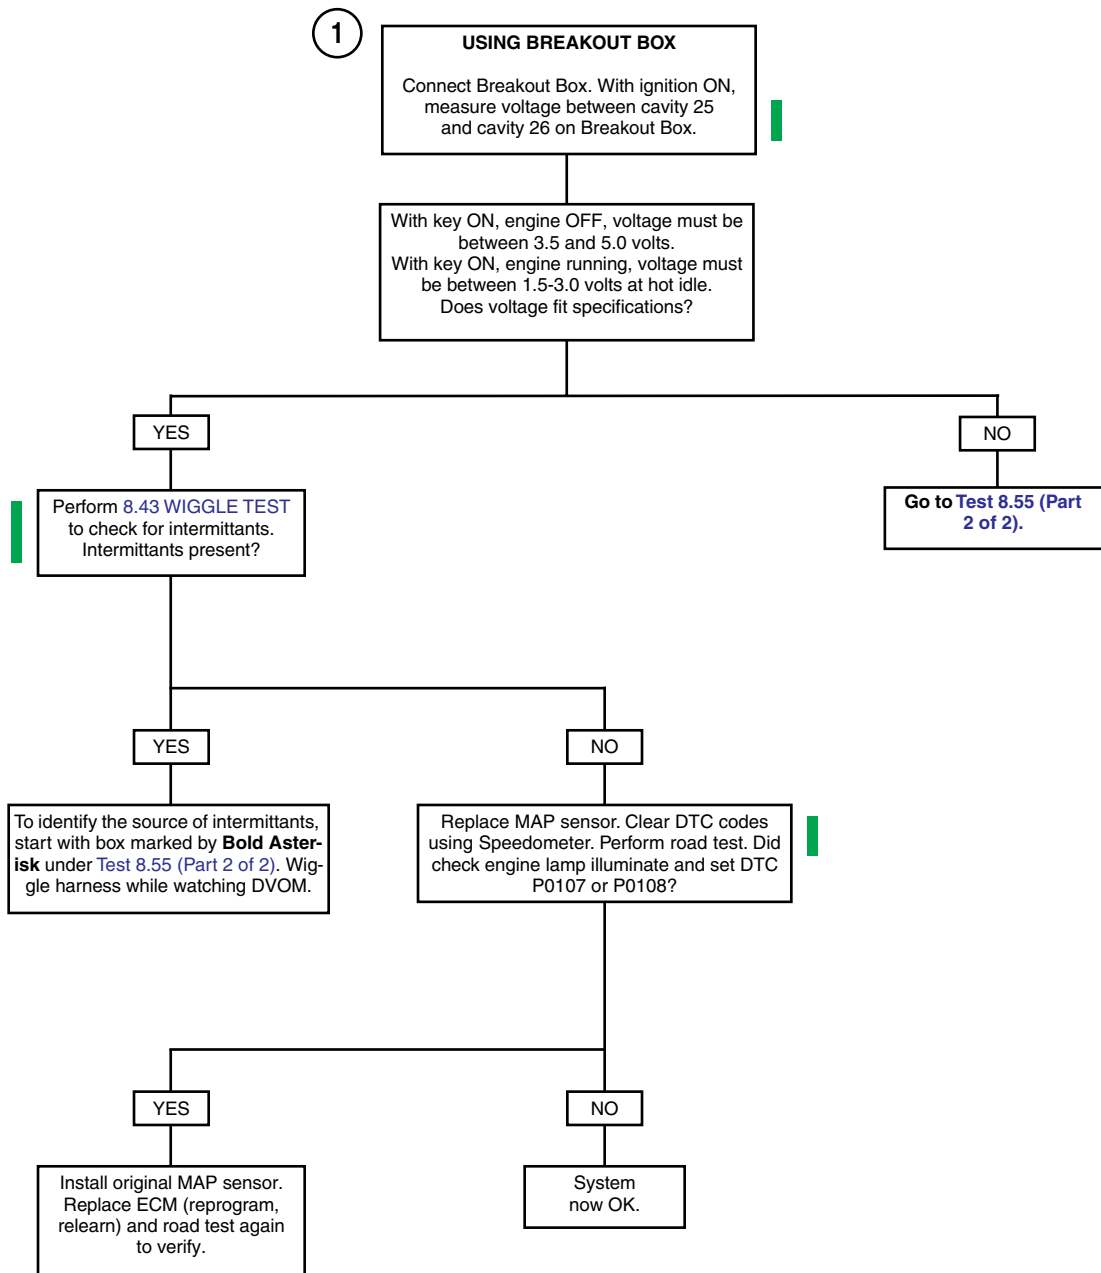 1
USING BREAKOUT BOX
Connect Breakout Box. With ignition ON,
measure voltage between cavity 25
and cavity 26 on Breakout Box.
With key ON, engine OFF, voltage must be
between 3.5 and 5.0 volts.
With key ON, engine running, voltage must
be between 1.5-3.0 volts at hot idle.
Does voltage fit specifications?
YES
NO
Perform 8.43 WIGGLE TEST
to check for intermittants.
Intermittants present?
Go to Test 8.55 (Part
2 of 2).
YES
NO
To identify the source of intermittants,
start with box marked by Bold Aster-
isk under Test 8.55 (Part 2 of 2). Wig-
gle harness while watching DVOM.
Replace MAP sensor. Clear DTC codes
using Speedometer. Perform road test. Did
check engine lamp illuminate and set DTC
P0107 or P0108?
YES
NO
Install original MAP sensor.
Replace ECM (reprogram,
relearn) and road test again
to verify.
System
now OK.